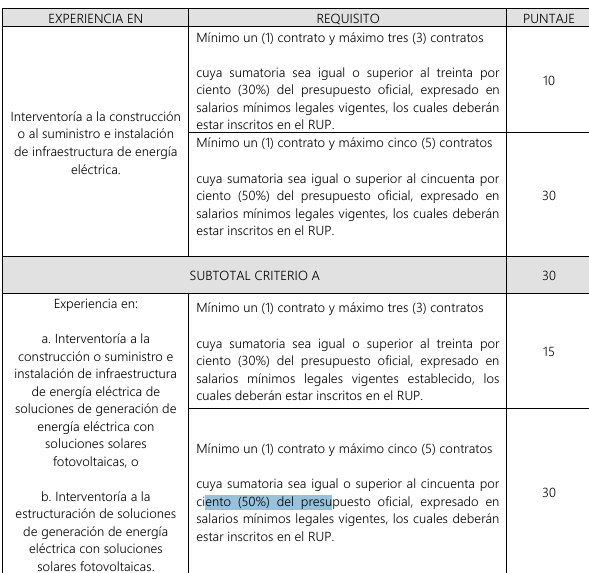 EXPERIENCIA EN REQUISITO PUNTAJE
Interventoría a la construcción
o al suministro e instalación
de infraestructura de energía
eléctrica.
Mínimo un (1) contrato y máximo tres (3) contratos
cuya sumatoria sea igual o superior al treinta por
ciento (30%) del presupuesto oficial, expresado en
salarios mínimos legales vigentes, los cuales deberán
estar inscritos en el RUP.
10
Mínimo un (1) contrato y máximo cinco (5) contratos
cuya sumatoria sea igual o superior al cincuenta por
ciento (50%) del presupuesto oficial, expresado en
salarios mínimos legales vigentes, los cuales deberán
estar inscritos en el RUP.
30
SUBTOTAL CRITERIO A 30
Experiencia en:
a. Interventoría a la
construcción o suministro e
instalación de infraestructura
de energía eléctrica de
soluciones de generación de
energía eléctrica con
soluciones solares
fotovoltaicas, o
b. Interventoría a la
estructuración de soluciones
de generación de energía
eléctrica con soluciones
solares fotovoltaicas.
Mínimo un (1) contrato y máximo tres (3) contratos
cuya sumatoria sea igual o superior al treinta por
ciento (30%) del presupuesto oficial, expresado en
salarios mínimos legales vigentes establecido, los
cuales deberán estar inscritos en el RUP.
15
Mínimo un (1) contrato y máximo cinco (5) contratos
cuya sumatoria sea igual o superior al cincuenta por
ciento (50%) del presupuesto oficial, expresado en
salarios mínimos legales vigentes, los cuales deberán
estar inscritos en el RUP.
30